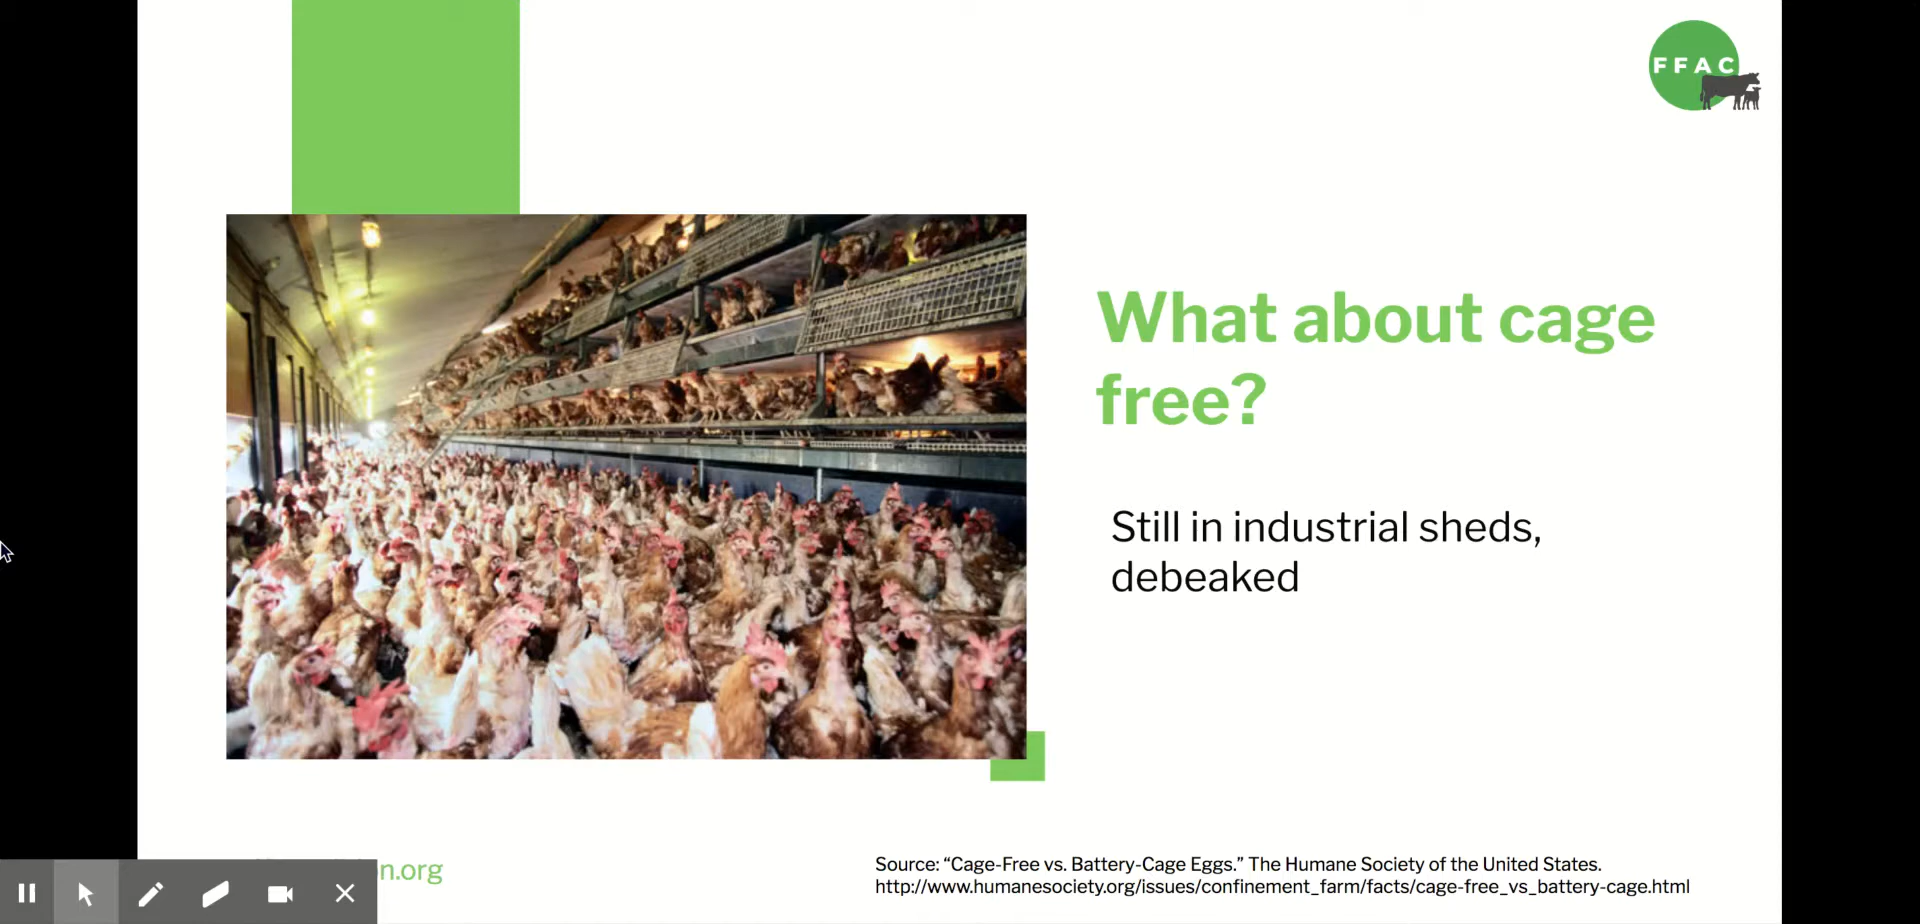 FFAC
What about cage
free?
Still in industrial sheds,
debeaked
n.org
Source: “Cage-Free vs. Battery-Cage Eggs.” The Humane Society of the United States.
http://www.humanesociety.org/issues/confinement_farm/facts/cage-free_vs_battery-cage.html